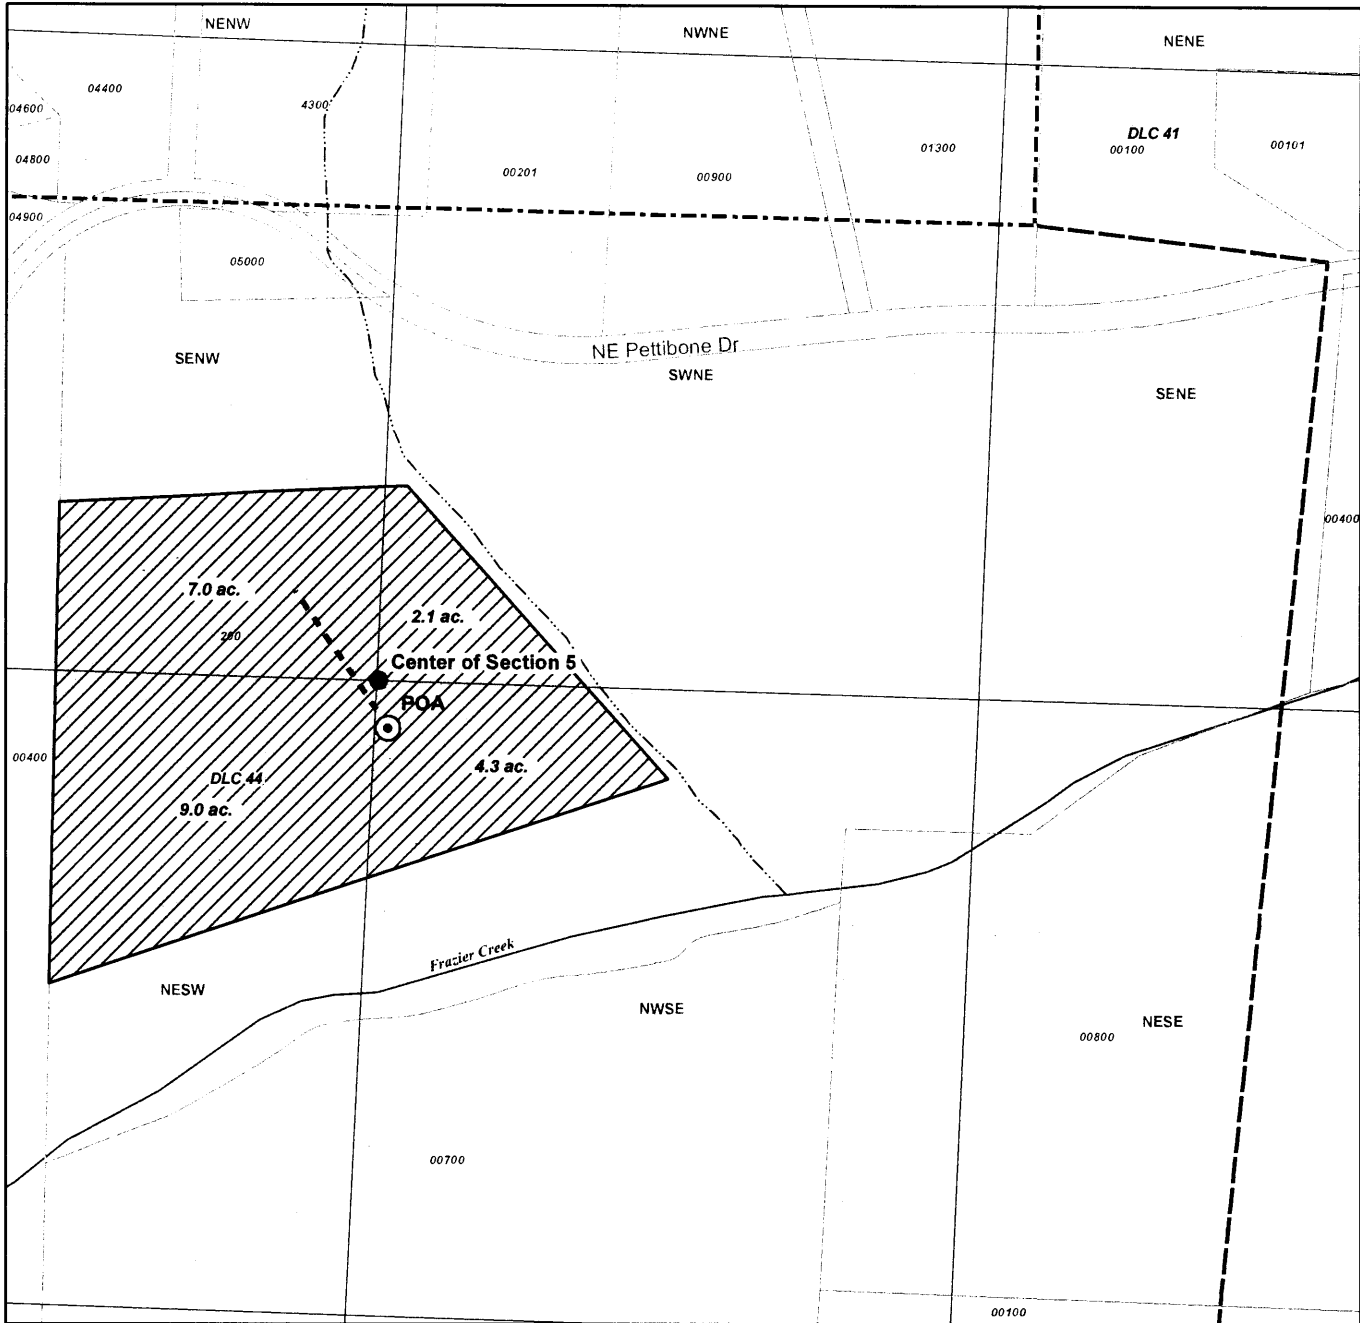 NENW
NWNE
NENE
04400
04600
4300
DLC 41
00100
00101
01300
04800
00201
00900
04900
05000
NE Pettibone Dr
SENW
SWNE
SENE
00400
7.0 ac.
2.1 ac.
200
Center of Section 5
POA
00400
DLC 44
4.3 ac.
9.0 ac.
Frazier Creek
NESW
NWSE
NESE
00800
00700
00100